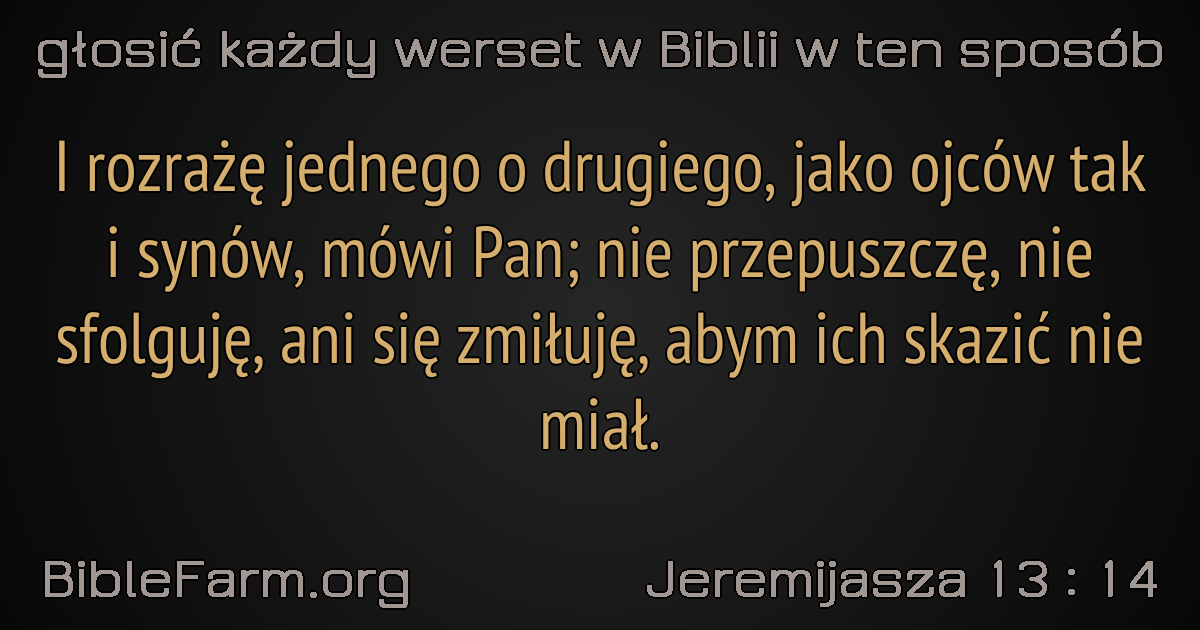 głosić każdy werset w Biblii w ten sposób
I rozrażę jednego o drugiego, jako ojców tak
i synów, mówi Pan; nie przepuszczę, nie
sfolguję, ani się zmiłuję, abym ich skazić nie
miał.
BibleFarm.org
Jeremijasza 13 : 14